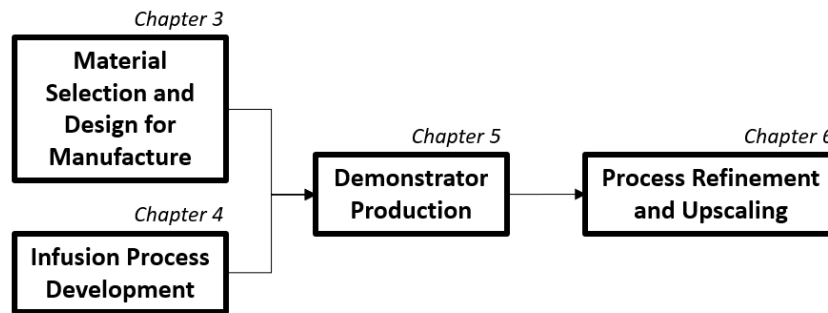 Chapter 3
Material
Selection and
Design for
Manufacture
Chapter 4
Infusion Process
Development
Chapter 5
Demonstrator
Production
Chapter 6
Process Refinement
and Upscaling